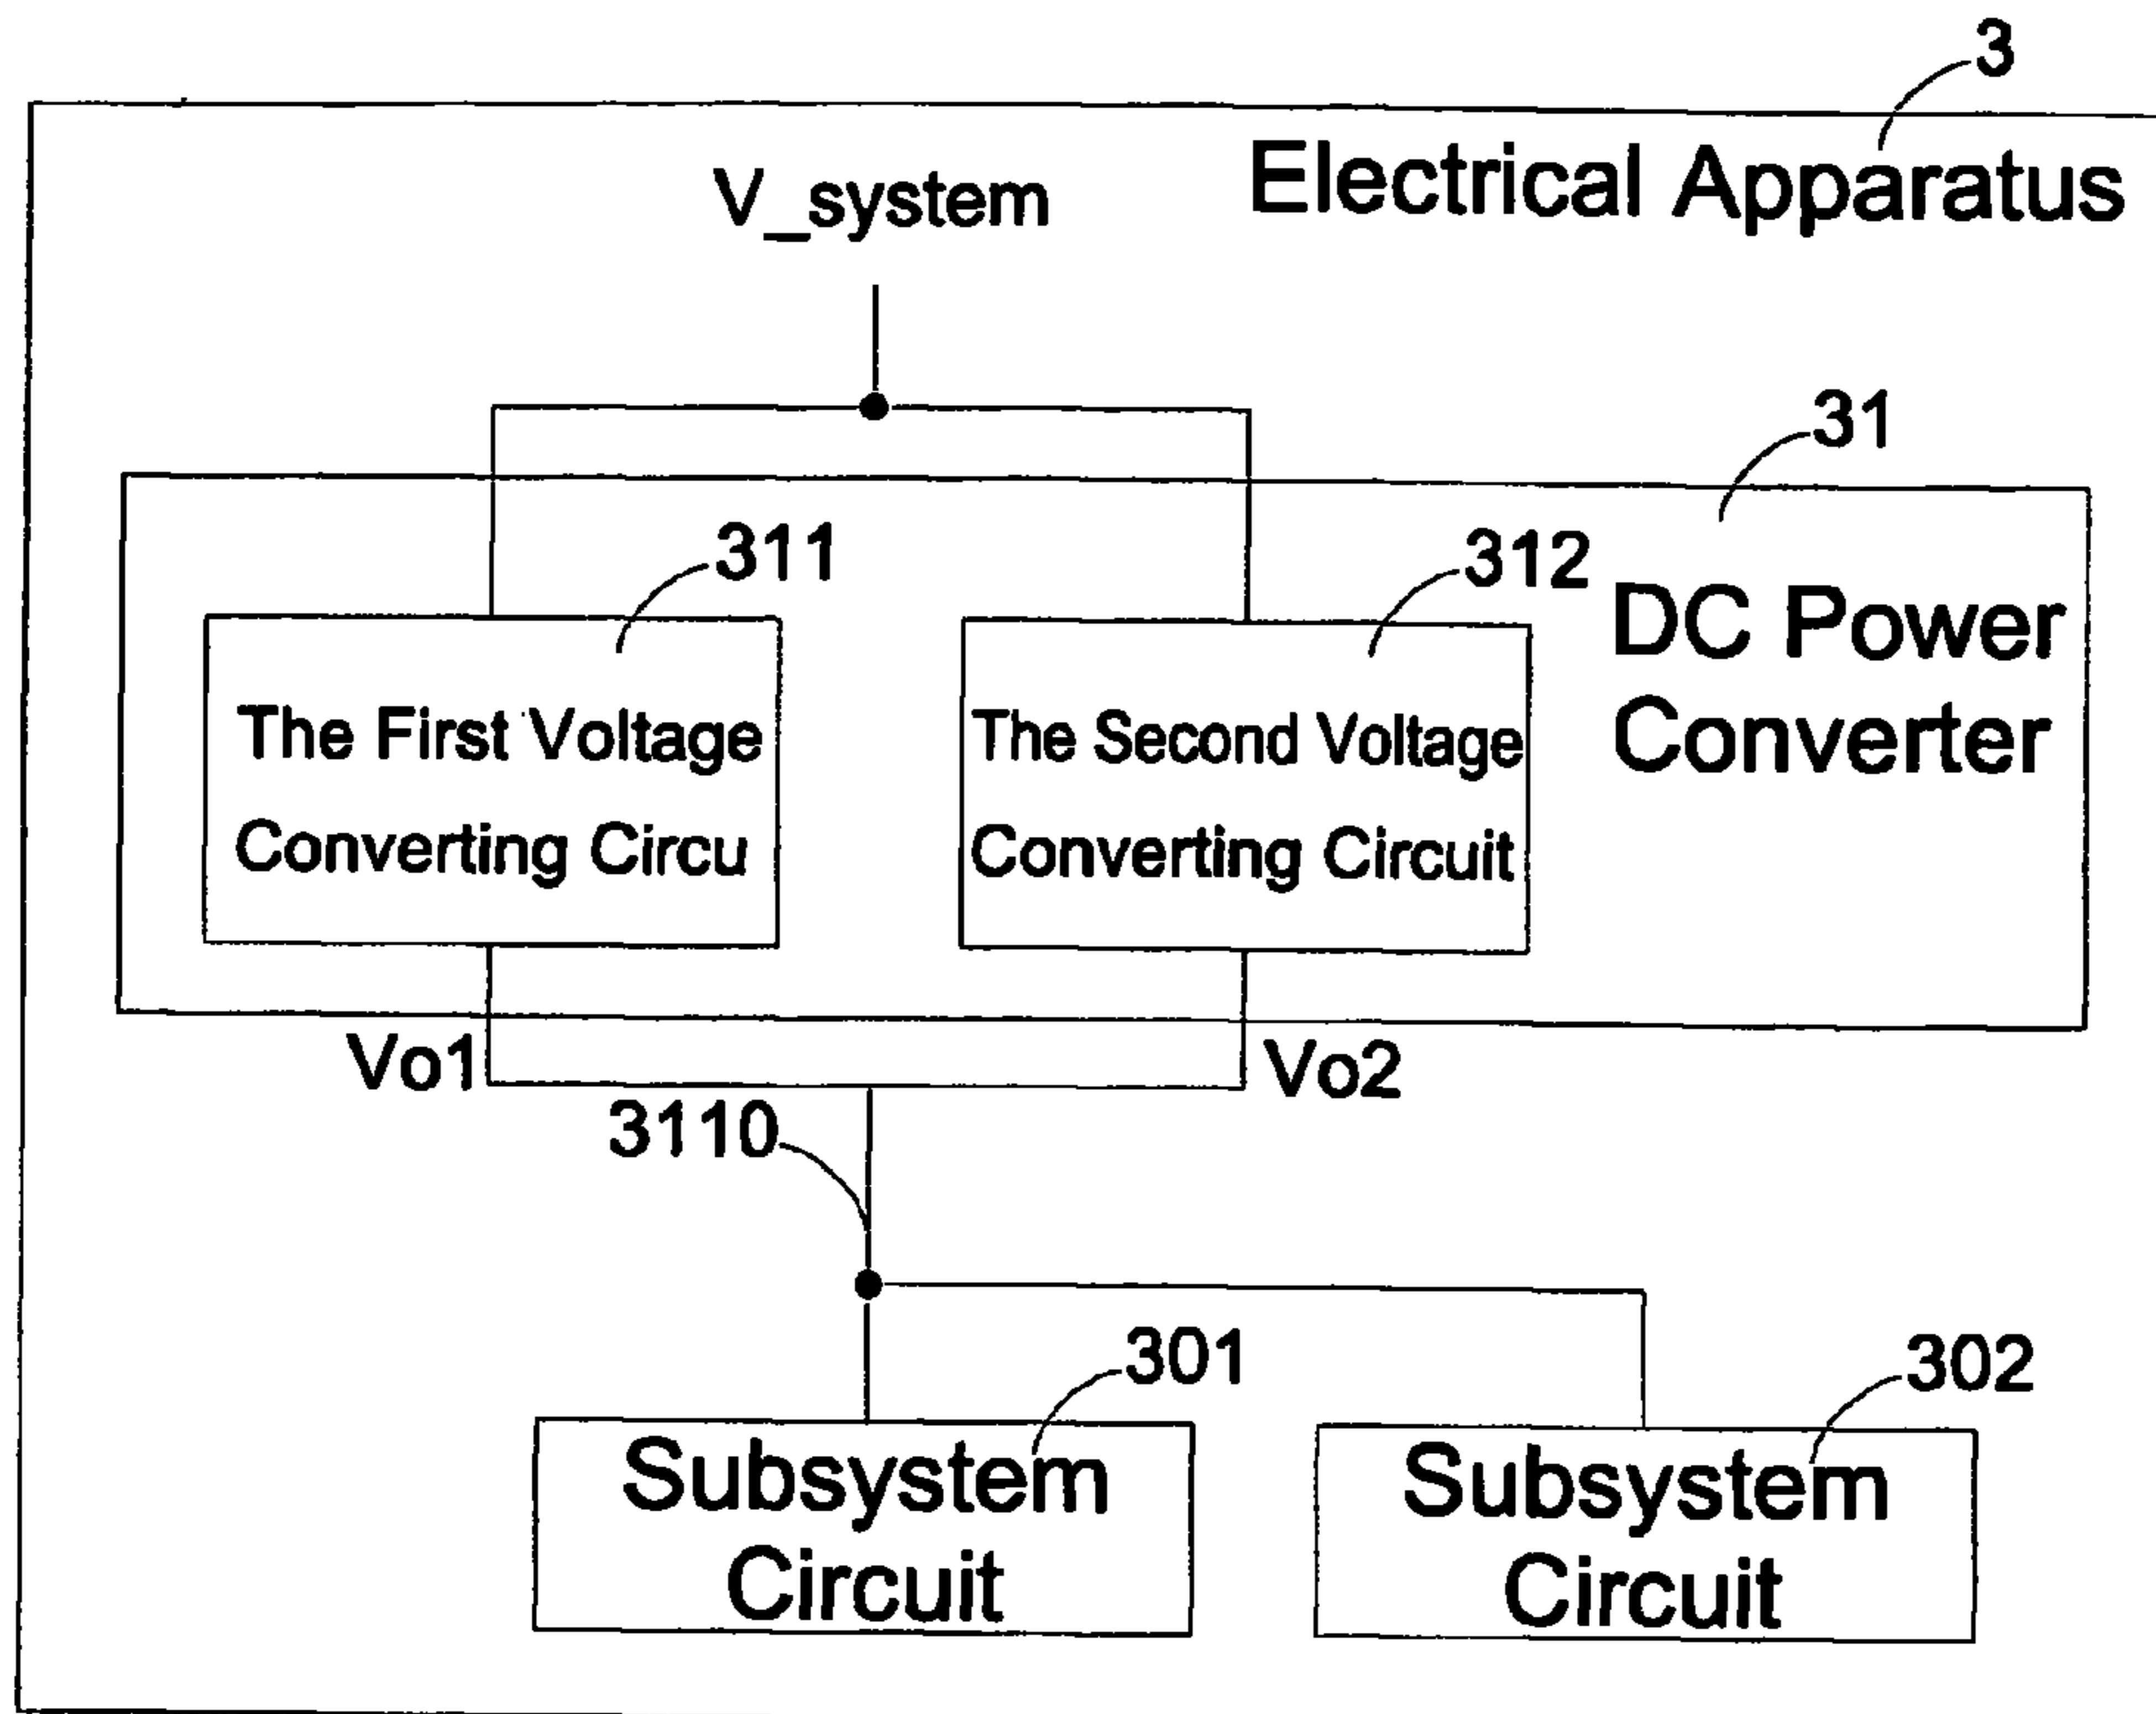 3
Electrical Apparatus
V_system
31
311
312
DC Power
Converter
The First Voltage
Converting Circu
The Second Voltage
Converting Circuit
Vo1
Vo2
3110
301
302
Subsystem
Circuit
Subsystem
Circuit